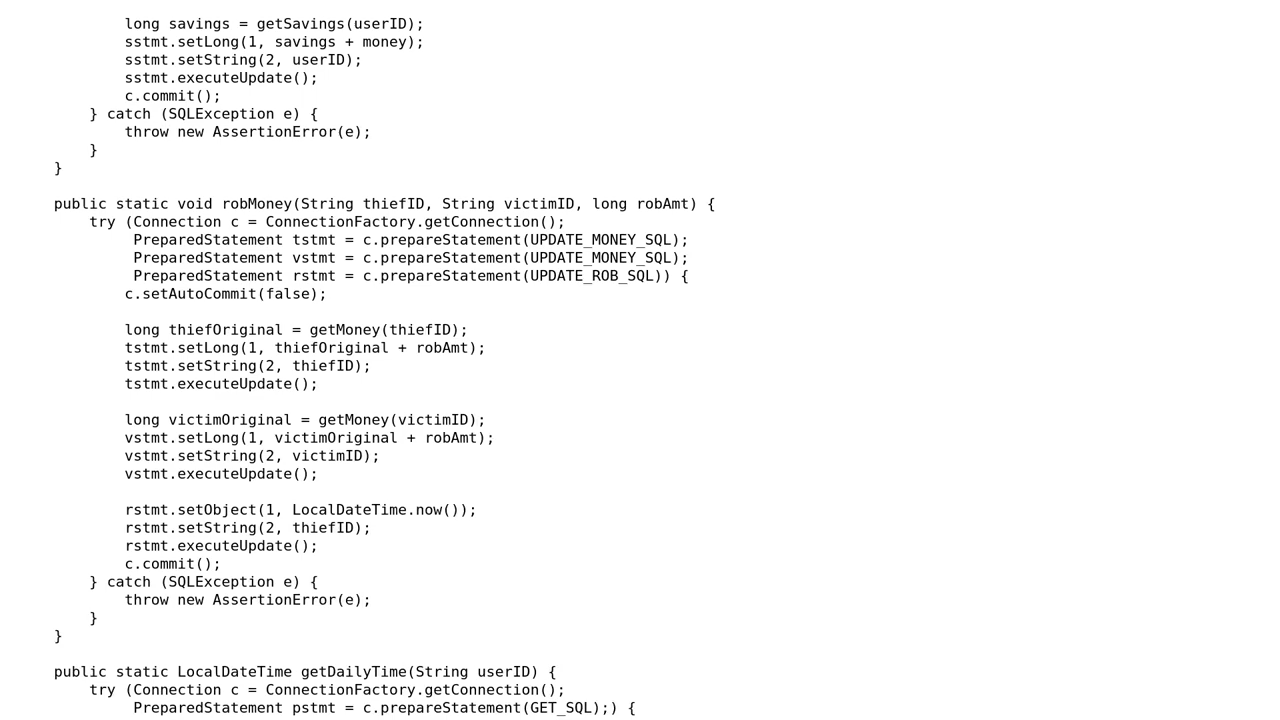 long savings = getSavings(userID);
sstmt.setLong(1, savings + money);
sstmt.setString(2, userID);
sstmt.executeUpdate();
c.commit();
} catch (SQLException e) {
throw new AssertionError(e);
}
}
public static void robMoney(String thiefID, String victimID, long robAmt) {
try (Connection c = ConnectionFactory.getConnection();
PreparedStatement tstmt = c.prepareStatement(UPDATE_MONEY_SQL);
PreparedStatement vstmt = c.prepareStatement(UPDATE_MONEY_SQL);
PreparedStatement rstmt = c.prepareStatement(UPDATE_ROB_SQL)) {
c.setAutoCommit(false);
long thiefOriginal = getMoney(thiefID);
tstmt.setLong(1, thiefOriginal + robAmt);
tstmt.setString(2, thiefID);
tstmt.executeUpdate();
long victimOriginal = getMoney(victimID);
vstmt.setLong(1, victimOriginal + robAmt);
vstmt.setString(2, victimID);
vstmt.executeUpdate();
rstmt.setObject(1, LocalDateTime.now());
rstmt.setString(2, thiefID);
rstmt.executeUpdate();
c.commit();
} catch (SQLException e) {
throw new AssertionError(e);
}
}
public static LocalDateTime getDailyTime(String userID) {
try (Connection c = ConnectionFactory.getConnection();
PreparedStatement pstmt = c.prepareStatement(GET_SQL);) {